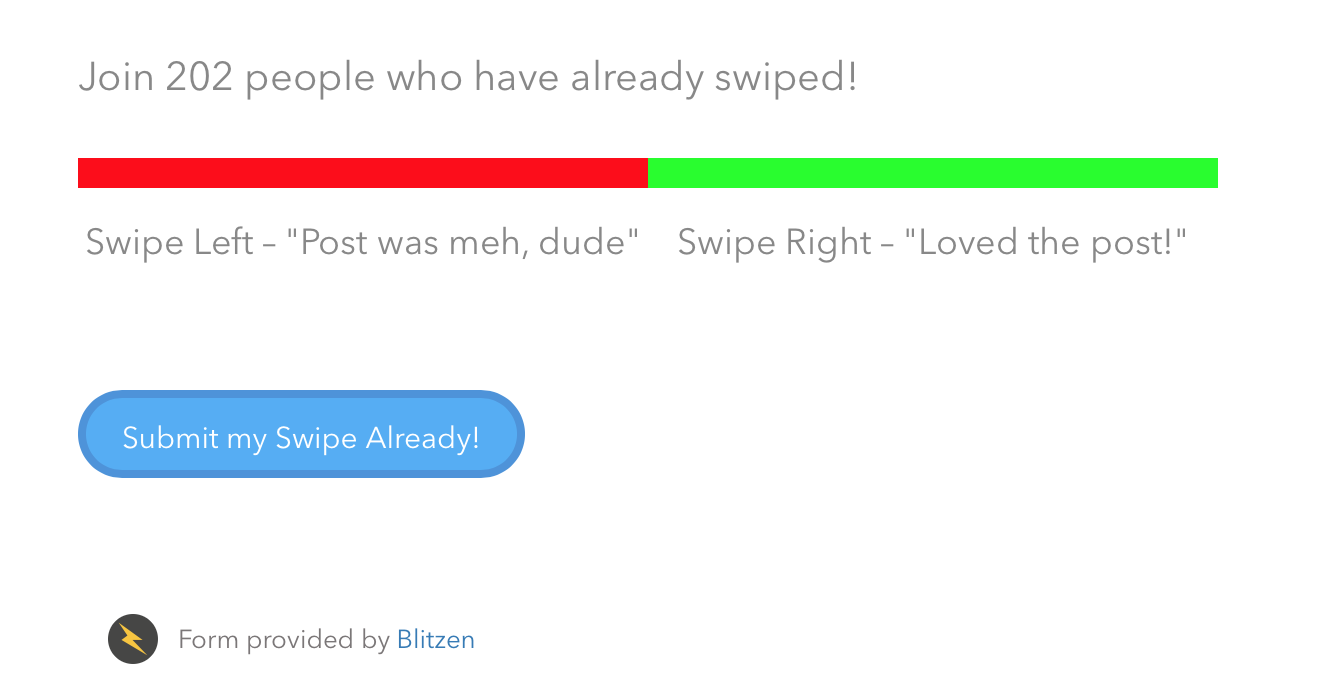 Join 202 people who have already swiped!
Swipe Left – "Post was meh, dude" Swipe Right – "Loved the post!"
Submit my Swipe Already!
Form provided by Blitzen